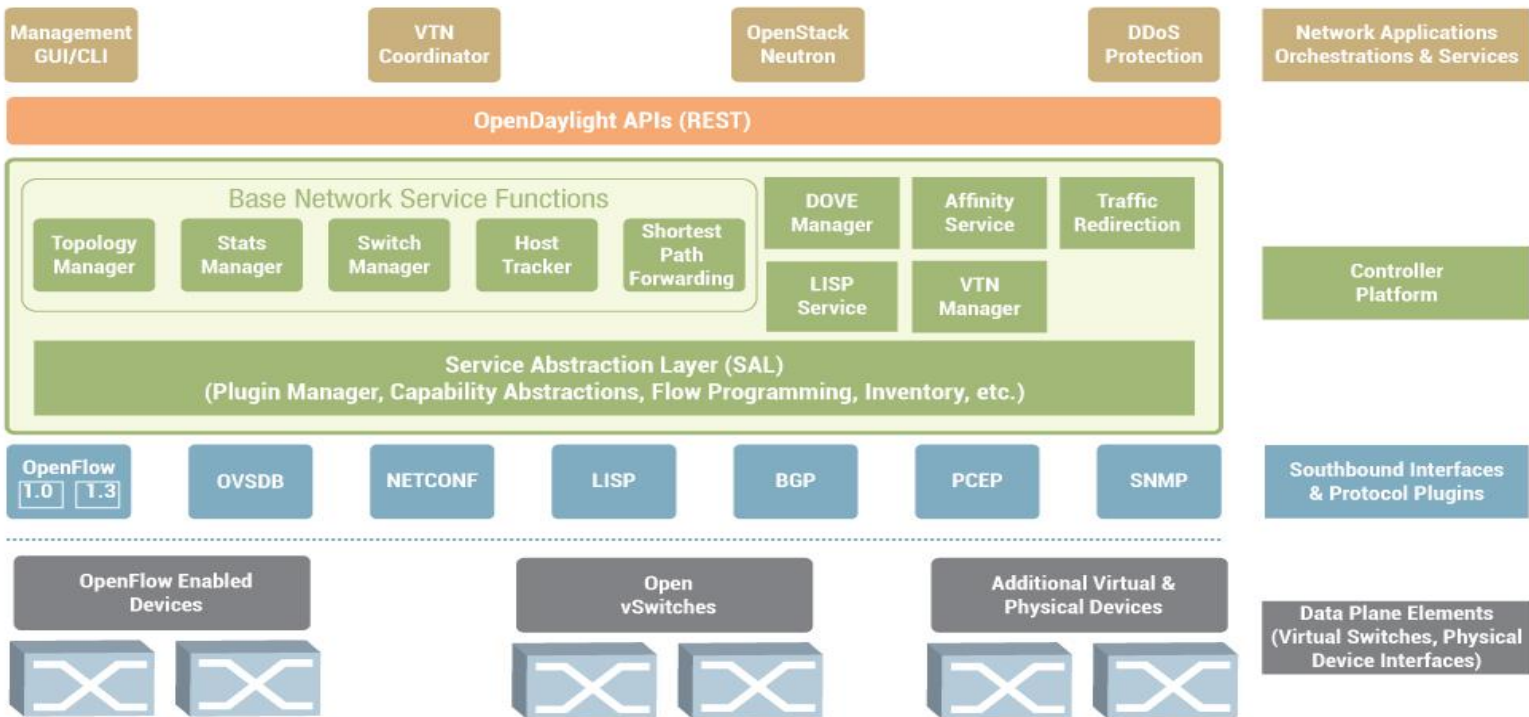 Management
GUI/CLI
VTN
Coordinator
OpenStack
Neutron
DDoS
Protection
Network Applications
Orchestrations & Services
OpenDaylight APIs (REST)
Base Network Service Functions
Topology
Manager
Stats
Manager
Switch
Manager
Host
Tracker
Shortest
Path
Forwarding
DOVE
Manager
Affinity
Service
Traffic
Redirection
LISP
Service
VTN
Manager
Controller
Platform
Service Abstraction Layer (SAL)
(Plugin Manager, Capability Abstractions, Flow Programming, Inventory, etc.)
OpenFlow
1.0 1.3
OVSDB
NETCONF
LISP
BGP
PCEP
SNMP
Southbound Interfaces
& Protocol Plugins
OpenFlow Enabled
Devices
Open
vSwitches
Additional Virtual &
Physical Devices
Data Plane Elements
(Virtual Switches, Physical
Device Interfaces)